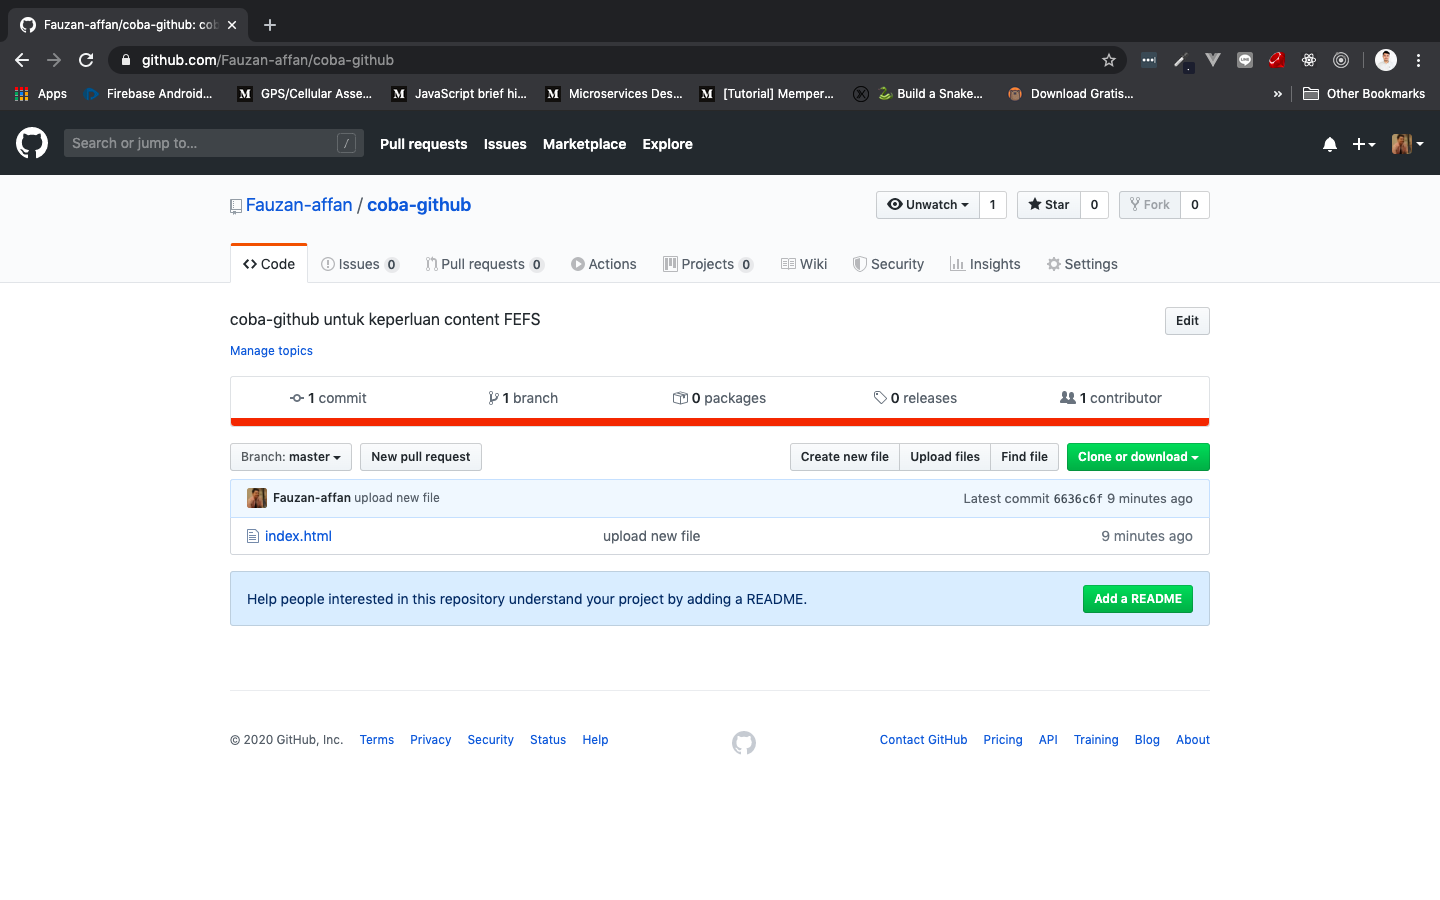 Fauzan-affan/coba-github: cob
github.com/Fauzan-affan/coba-github
Apps Firebase Android... GPS/Cellular Asse... JavaScript brief hi... Microservices Des... [Tutorial] Memper... Build a Snake... Download Gratis... » Other Bookmarks
Search or jump to... / Pull requests Issues Marketplace Explore
Fauzan-affan / coba-github Unwatch 1 Star 0 Fork 0
Code Issues 0 Pull requests 0 Actions Projects 0 Wiki Security Insights Settings
coba-github untuk keperluan content FEFS Edit
Manage topics
1 commit 1 branch 0 packages 0 releases 1 contributor
Branch: master New pull request Create new file Upload files Find file Clone or download
Fauzan-affan upload new file Latest commit 6636c6f 9 minutes ago
index.html upload new file 9 minutes ago
Help people interested in this repository understand your project by adding a README. Add a README
© 2020 GitHub, Inc. Terms Privacy Security Status Help Contact GitHub Pricing API Training Blog About